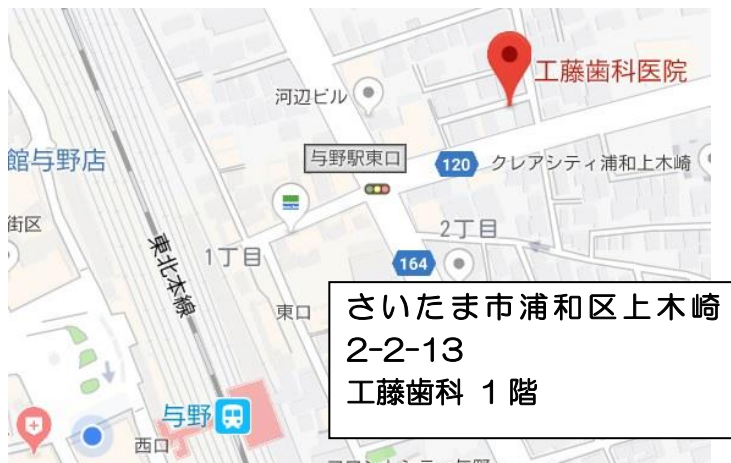 河辺ビル
工藤歯科医院
館与野店
与野駅東口
120
クレアシティ浦和上木崎
街区
1丁目
2丁目
164
東北本線
東口
さいたま市浦和区上木崎
2-2-13
工藤歯科 1階
与野
西口